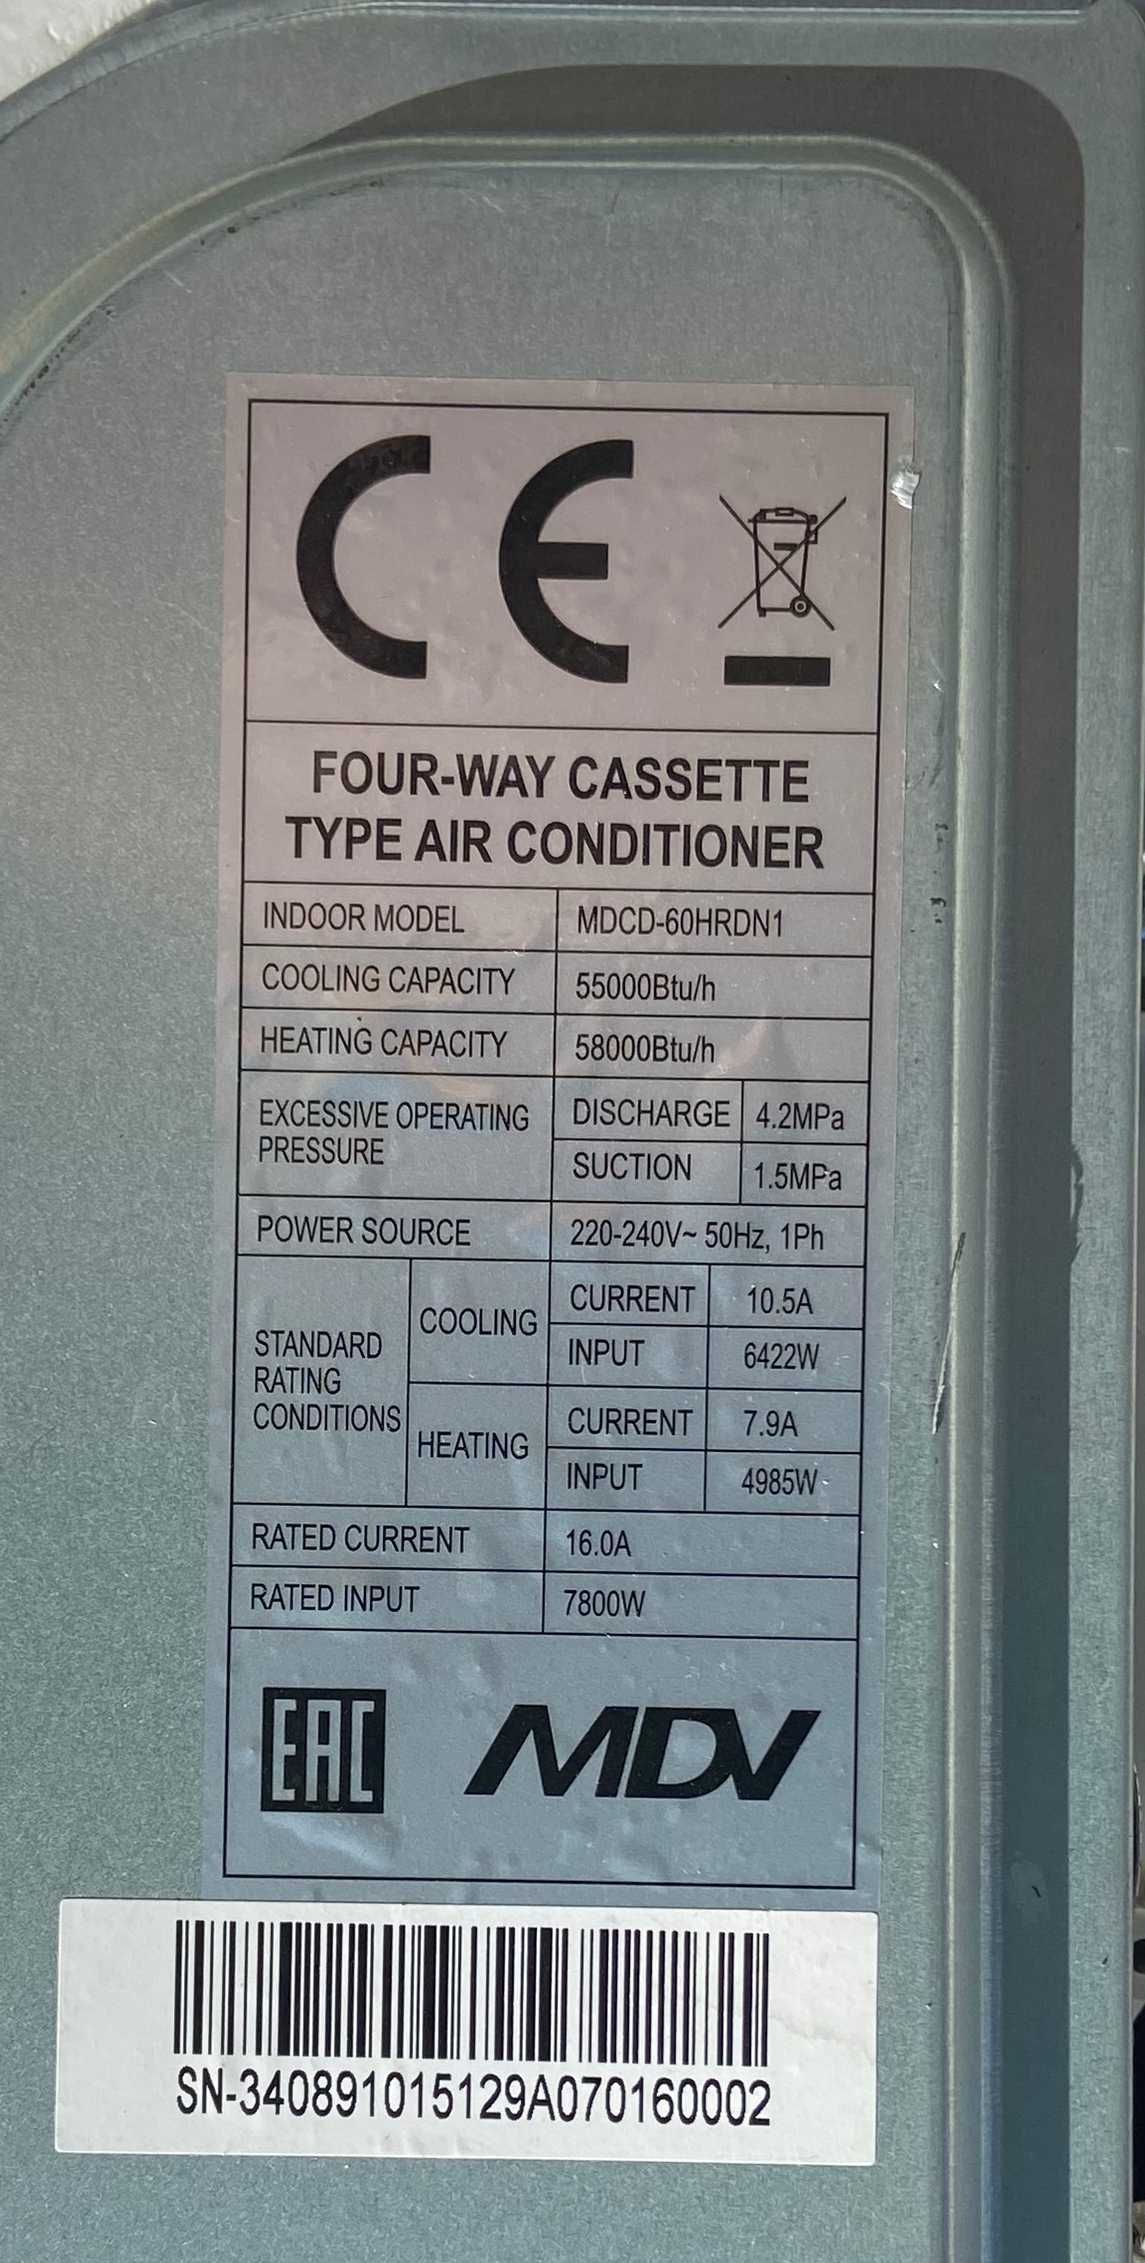 CE
FOUR-WAY CASSETTE
TYPE AIR CONDITIONER
INDOOR MODEL MDCD-60HRDN1
COOLING CAPACITY 55000Btu/h
HEATING CAPACITY 58000Btu/h
EXCESSIVE OPERATING
PRESSURE
DISCHARGE 4.2MPa
SUCTION 1.5MPa
POWER SOURCE 220-240V~ 50Hz, 1Ph
STANDARD
RATING
CONDITIONS
COOLING
CURRENT 10.5A
INPUT 6422W
HEATING
CURRENT 7.9A
INPUT 4985W
RATED CURRENT 16.0A
RATED INPUT 7800W
EAC MDV
SN-340891015129A070160002